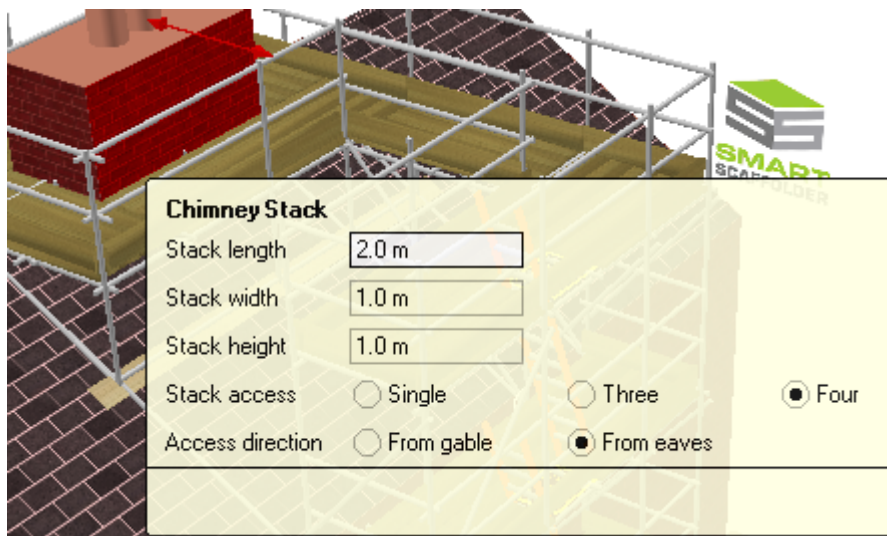 SMART
SCAFFOLDER
Chimney Stack
Stack length 2.0 m
Stack width 1.0 m
Stack height 1.0 m
Stack access Single Three Four
Access direction From gable From eaves